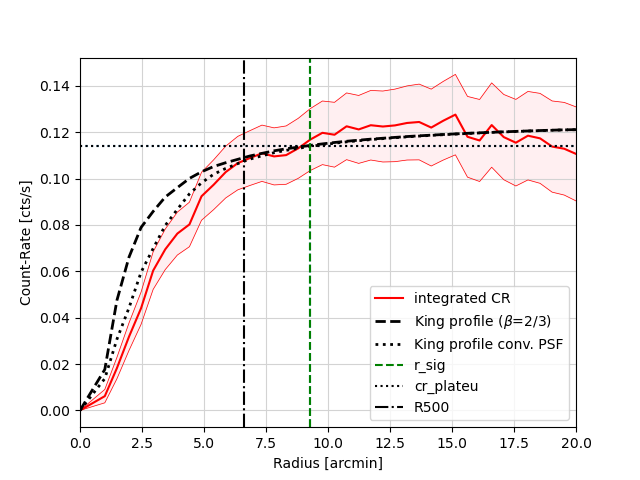 0.14
0.12
0.10
0.08
0.06
0.04
0.02
0.00
Count-Rate [cts/s]
integrated CR
King profile (β=2/3)
King profile conv. PSF
r_sig
cr_plateu
R500
0.0 2.5 5.0 7.5 10.0 12.5 15.0 17.5 20.0
Radius [arcmin]